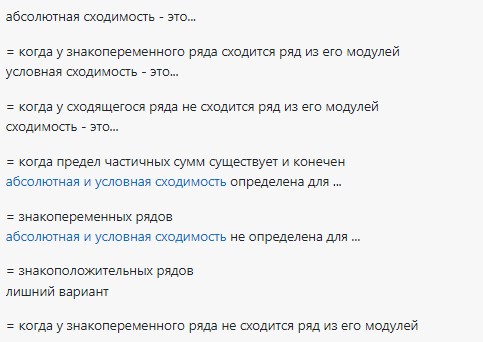 абсолютная сходимость - это...
= когда у знакопеременного ряда сходится ряд из его модулей
условная сходимость - это...
= когда у сходящегося ряда не сходится ряд из его модулей
сходимость - это...
= когда предел частичных сумм существует и конечен
абсолютная и условная сходимость определена для ...
= знакопеременных рядов
абсолютная и условная сходимость не определена для ...
= знакоположительных рядов
лишний вариант
= когда у знакопеременного ряда не сходится ряд из его модулей